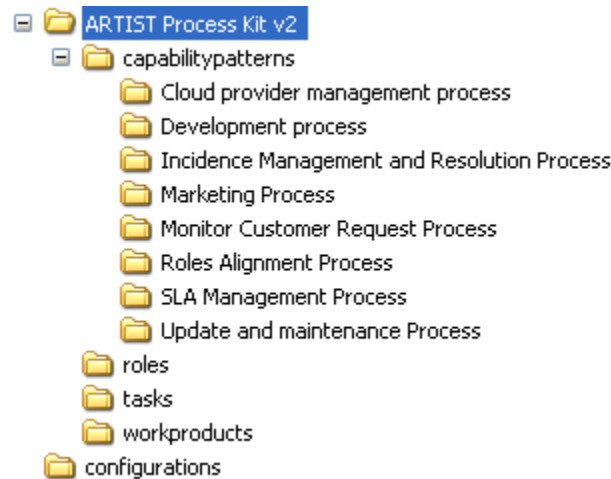 ARTIST Process Kit v2
capabilitypatterns
Cloud provider management process
Development process
Incidence Management and Resolution Process
Marketing Process
Monitor Customer Request Process
Roles Alignment Process
SLA Management Process
Update and maintenance Process
roles
tasks
workproducts
configurations